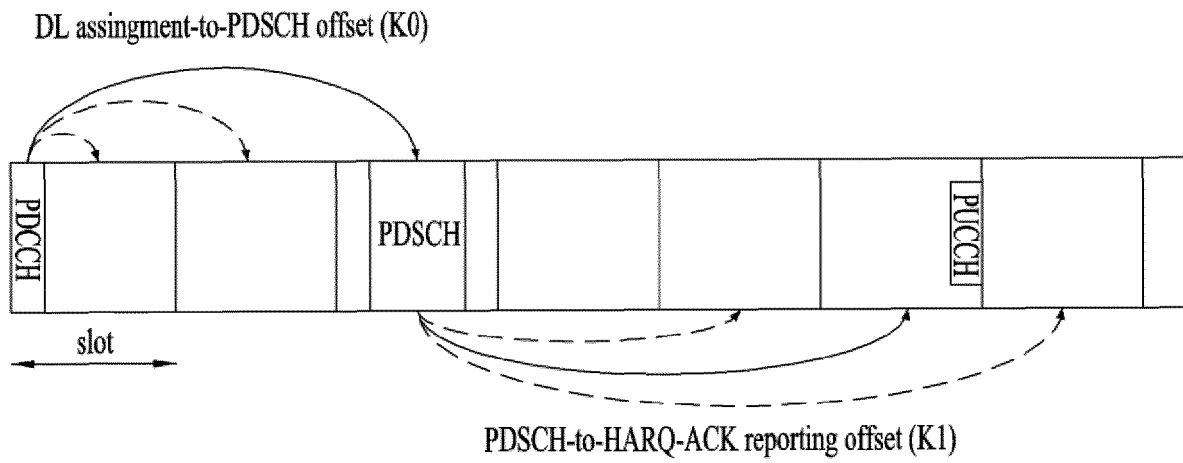 DL assingment-to-PDSCH offset (K0)
PDCCH
PDSCH
PUCCH
slot
PDSCH-to-HARQ-ACK reporting offset (K1)